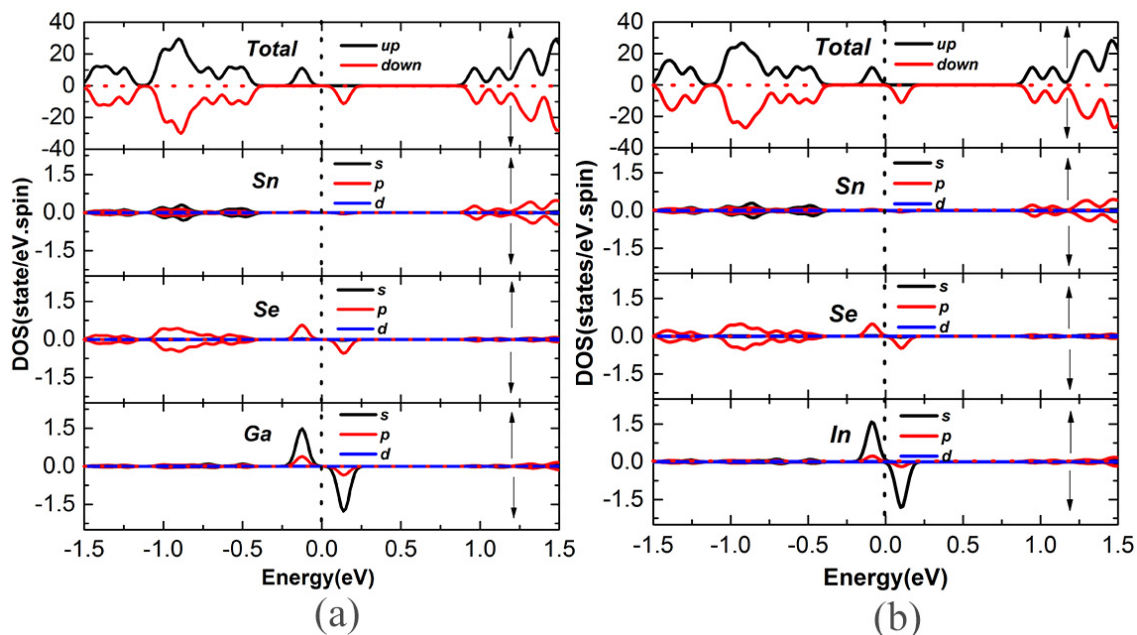 40
20
0
-20
-40
Total
up
down
1.5
0.0
-1.5
Sn
s
p
d
1.5
0.0
-1.5
Se
s
p
d
1.5
0.0
-1.5
Ga
s
p
d
-1.5 -1.0 -0.5 0.0 0.5 1.0 1.5
Energy(eV)
DOS(state/eV.spin)
(a)
40
20
0
-20
40
Total
up
down
1.5
0.0
-1.5
Sn
s
p
d
1.5
0.0
-1.5
Se
s
p
d
1.5
0.0
-1.5
In
s
p
d
-1.5 -1.0 -0.5 0.0 0.5 1.0 1.5
Energy(eV)
DOS(states/eV.spin)
(b)